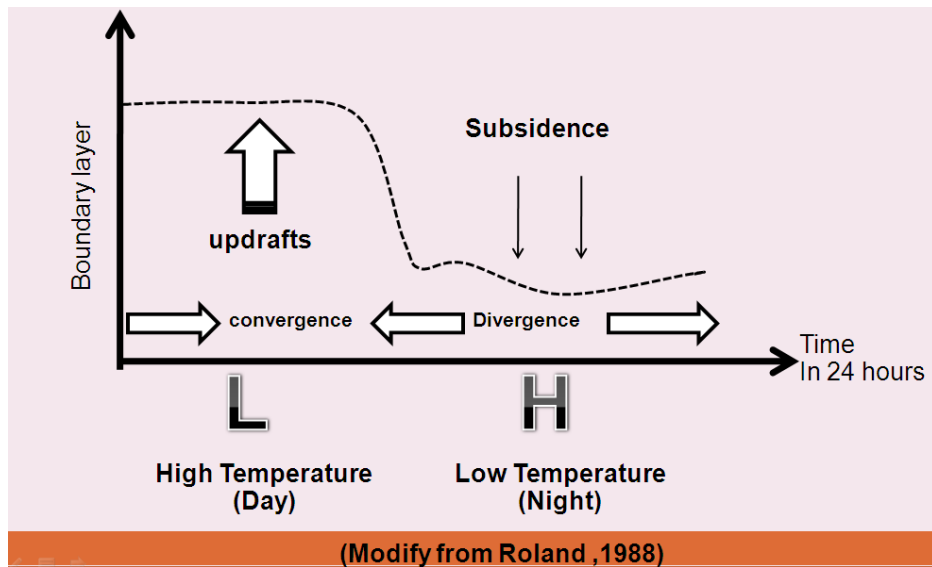 Boundary layer
Subsidence
updrafts
convergence
Divergence
Time
In 24 hours
L
H
High Temperature
(Day)
Low Temperature
(Night)
(Modify from Roland ,1988)